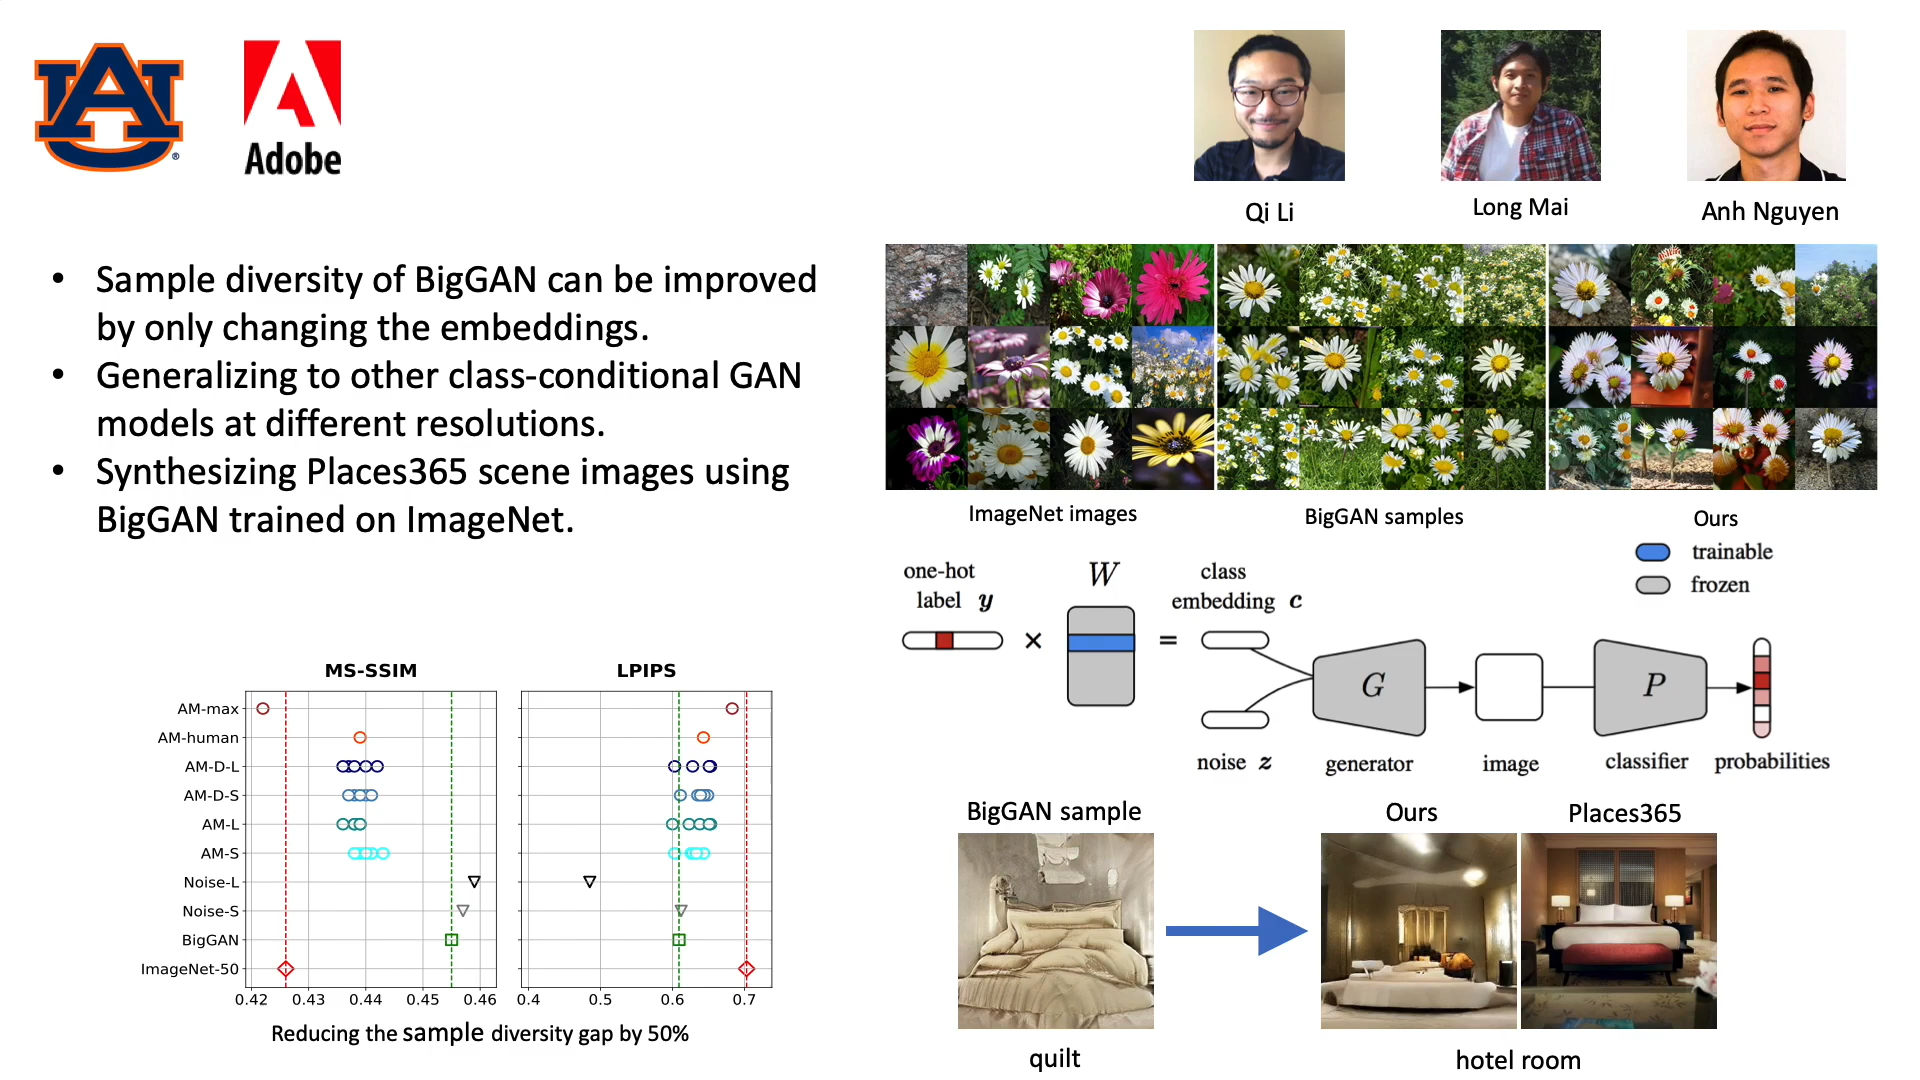 Adobe
Qi Li
Long Mai
Anh Nguyen
• Sample diversity of BigGAN can be improved
by only changing the embeddings.
• Generalizing to other class-conditional GAN
models at different resolutions.
• Synthesizing Places365 scene images using
BigGAN trained on ImageNet.
ImageNet images
BigGAN samples
Ours
trainable
frozen
one-hot
label y
×
W
=
class
embedding c
noise z
G
generator
image
P
classifier
probabilities
MS-SSIM
LPIPS
AM-max
AM-human
AM-D-L
AM-D-S
AM-L
AM-S
Noise-L
Noise-S
BigGAN
ImageNet-50
0.42 0.43 0.44 0.45 0.46
0.4 0.5 0.6 0.7
Reducing the sample diversity gap by 50%
BigGAN sample
Ours
Places365
quilt
hotel room